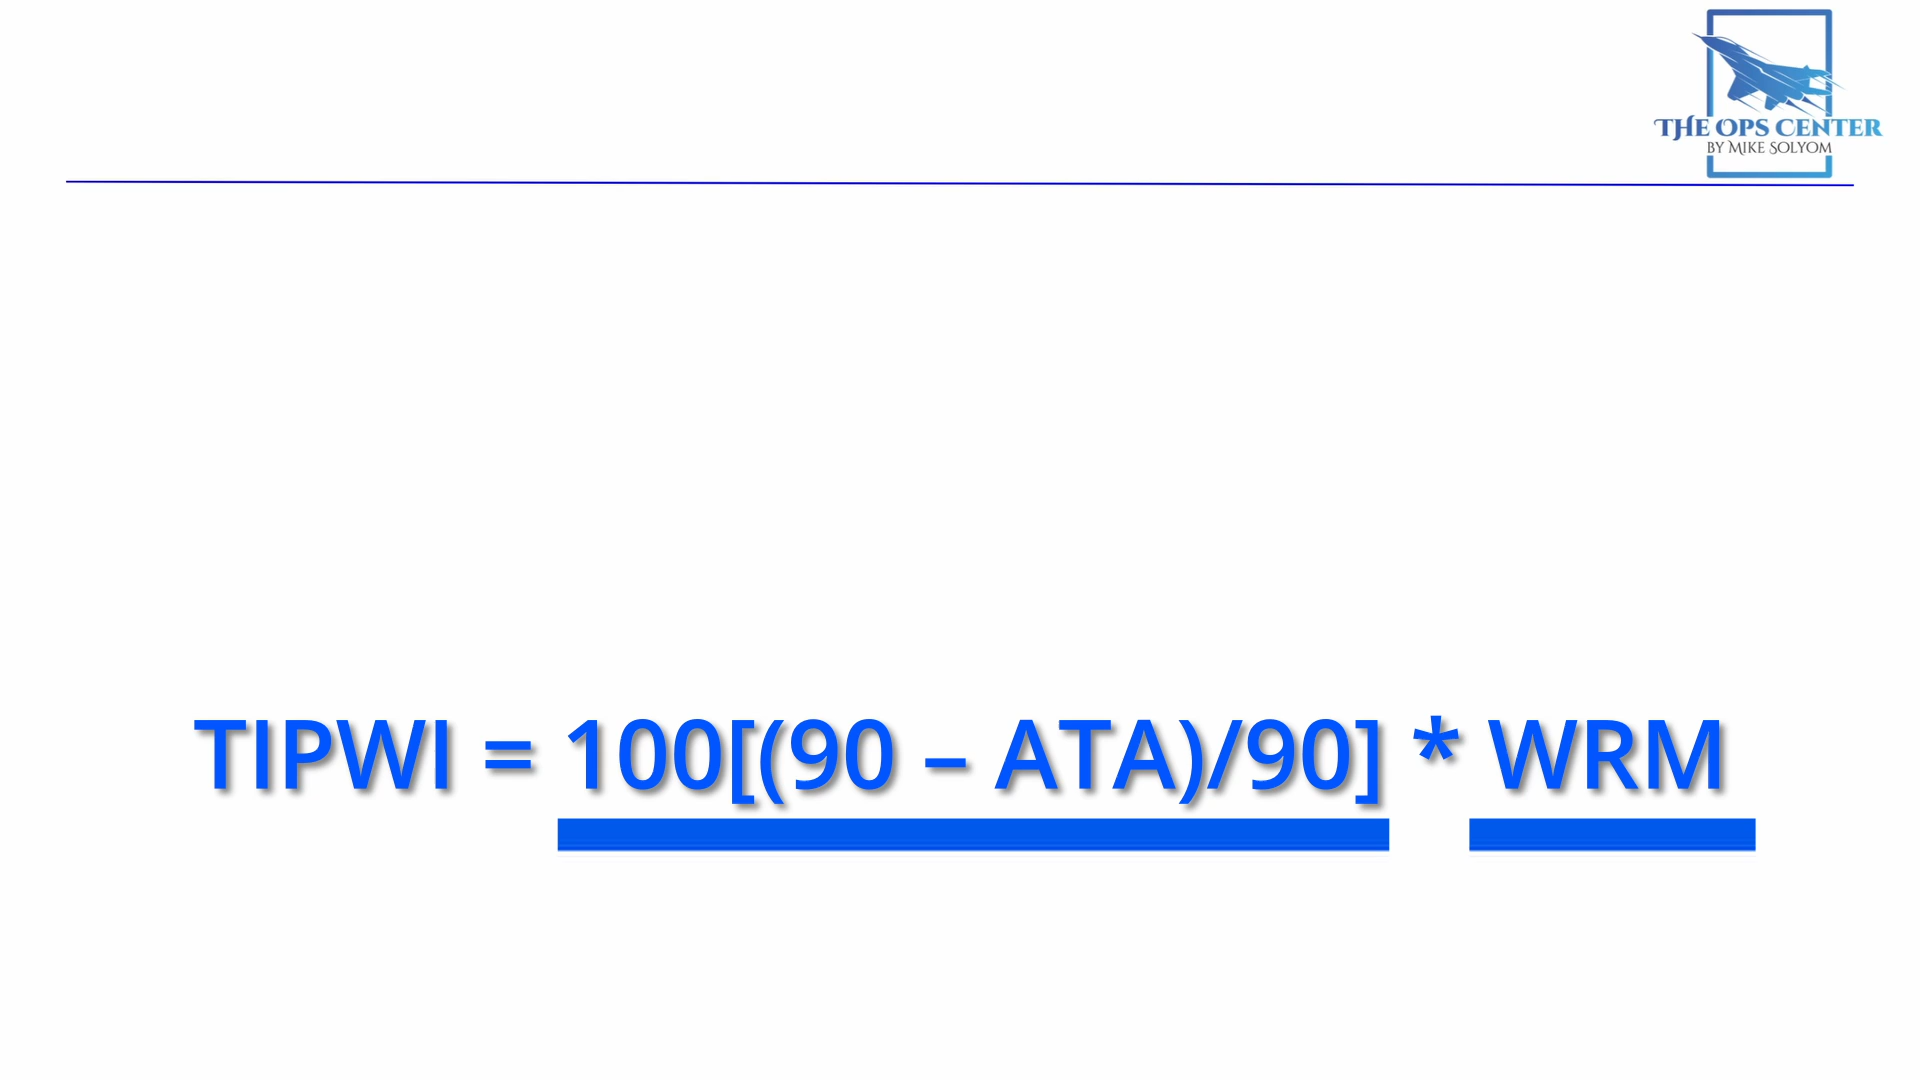 THE OPS CENTER
BY MIKE SOLYOM
TIPWI = 100[(90 – ATA)/90] * WRM